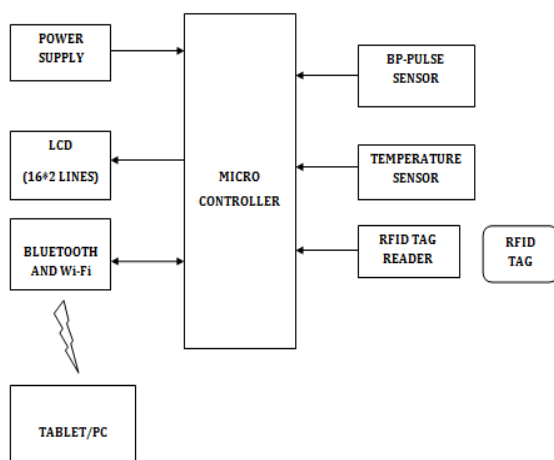 POWER
SUPPLY
BP-PULSE
SENSOR
LCD
(16*2 LINES)
MICRO
CONTROLLER
TEMPERATURE
SENSOR
BLUETOOTH
AND Wi-Fi
RFID TAG
READER
RFID
TAG
TABLET/PC